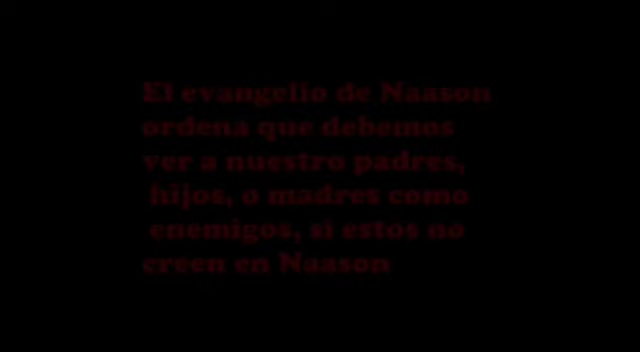 El evangelio de Naason
ordena que debemos
ver a nuestro padres,
hijos, o madres como
enemigos, si estos no
creen en Naason